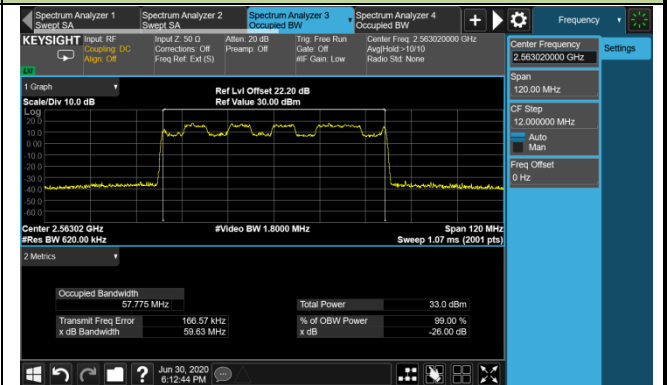 Spectrum Analyzer 1
Swept SA
Spectrum Analyzer 2
Swept SA
Spectrum Analyzer 3
Occupied BW
Spectrum Analyzer 4
Occupied BW
Frequency
KEYSIGHT
Input: RF
Coupling: DC
Align: Off
Input Z: 50 Ω
Corrections: Off
Freq Ref: Ext (S)
Atten: 20 dB
Preamp: Off
Trig: Free Run
Gate: Off
#IF Gain: Low
Center Freq: 2.563020000 GHz
Avg|Hold:>10/10
Radio Std: None
Center Frequency
2.563020000 GHz
Settings
Span
120.00 MHz
CF Step
12.000000 MHz
Auto
Man
Freq Offset
0 Hz
1 Graph
Scale/Div 10.0 dB
Ref Lvl Offset 22.20 dB
Ref Value 30.00 dBm
Log
20.0
10.0
0.00
-10.0
-20.0
-30.0
-40.0
-50.0
-60.0
Center 2.56302 GHz
#Res BW 620.00 kHz
#Video BW 1.8000 MHz
Span 120 MHz
Sweep 1.07 ms (2001 pts)
2 Metrics
Occupied Bandwidth
57.775 MHz
Total Power
33.0 dBm
Transmit Freq Error
166.57 kHz
% of OBW Power
99.00 %
x dB Bandwidth
59.63 MHz
x dB
-26.00 dB
Jun 30, 2020
6:12:44 PM